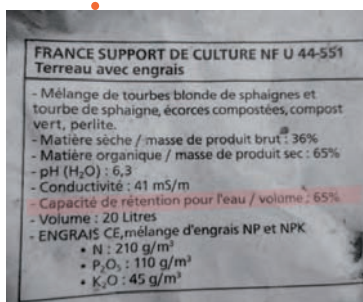 FRANCE SUPPORT DE CULTURE NF U 44-551
Terreau avec engrais
- Mélange de tourbes blonde de sphaignes et
tourbe de sphaigne, écorces compostées, compost
vert, perlite.
- Matière sèche / masse de produit brut : 36%
- Matière organique / masse de produit sec : 65%
- pH (H₂O) : 6,3
- Conductivité : 41 mS/m
- Capacité de rétention pour l'eau / volume : 65%
- Volume : 20 Litres
- ENGRAIS CE, mélange d'engrais NP et NPK
• N : 210 g/m³
• P₂O₅ : 110 g/m³
• K₂O : 45 g/m³